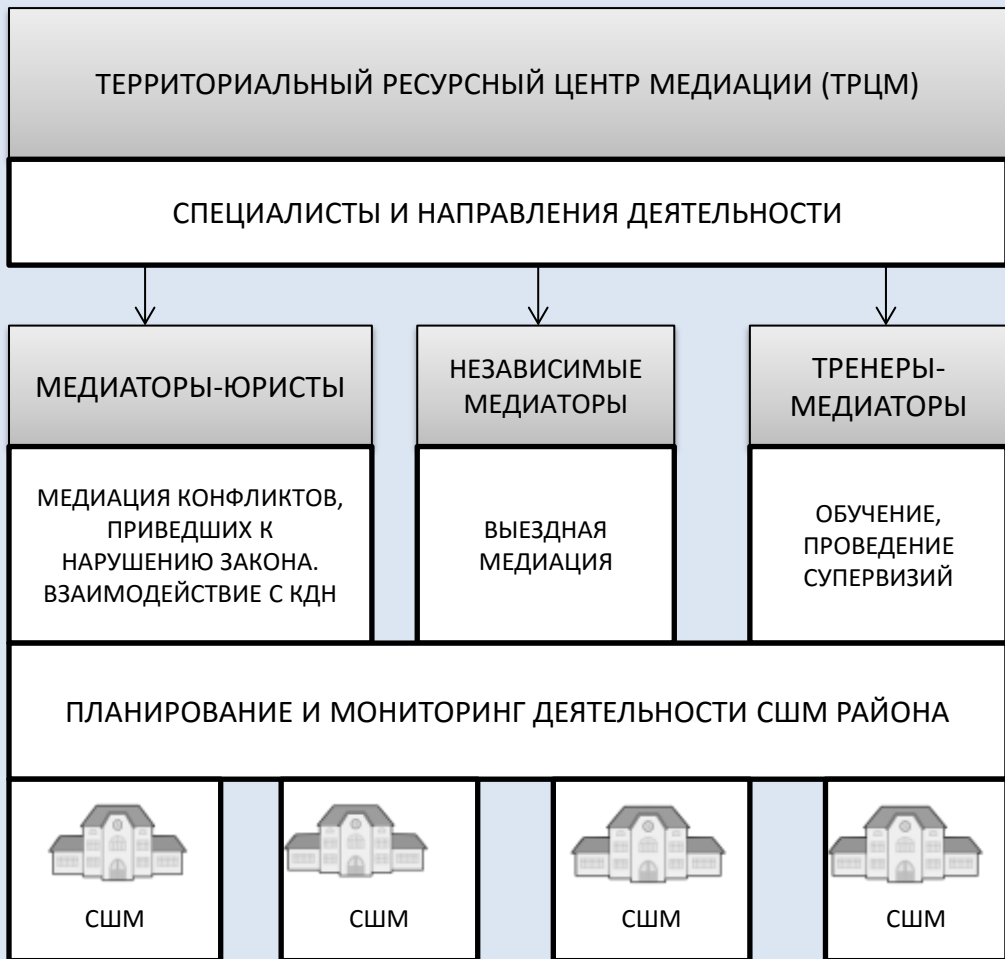 ТЕРРИТОРИАЛЬНЫЙ РЕСУРСНЫЙ ЦЕНТР МЕДИАЦИИ (ТРЦМ)
СПЕЦИАЛИСТЫ И НАПРАВЛЕНИЯ ДЕЯТЕЛЬНОСТИ
МЕДИАТОРЫ-ЮРИСТЫ
НЕЗАВИСИМЫЕ
МЕДИАТОРЫ
ТРЕНЕРЫ-
МЕДИАТОРЫ
МЕДИАЦИЯ КОНФЛИКТОВ,
ПРИВЕДШИХ К
НАРУШЕНИЮ ЗАКОНА.
ВЗАИМОДЕЙСТВИЕ С КДН
ВЫЕЗДНАЯ
МЕДИАЦИЯ
ОБУЧЕНИЕ,
ПРОВЕДЕНИЕ
СУПЕРВИЗИЙ
ПЛАНИРОВАНИЕ И МОНИТОРИНГ ДЕЯТЕЛЬНОСТИ СШМ РАЙОНА
СШМ
СШМ
СШМ
СШМ